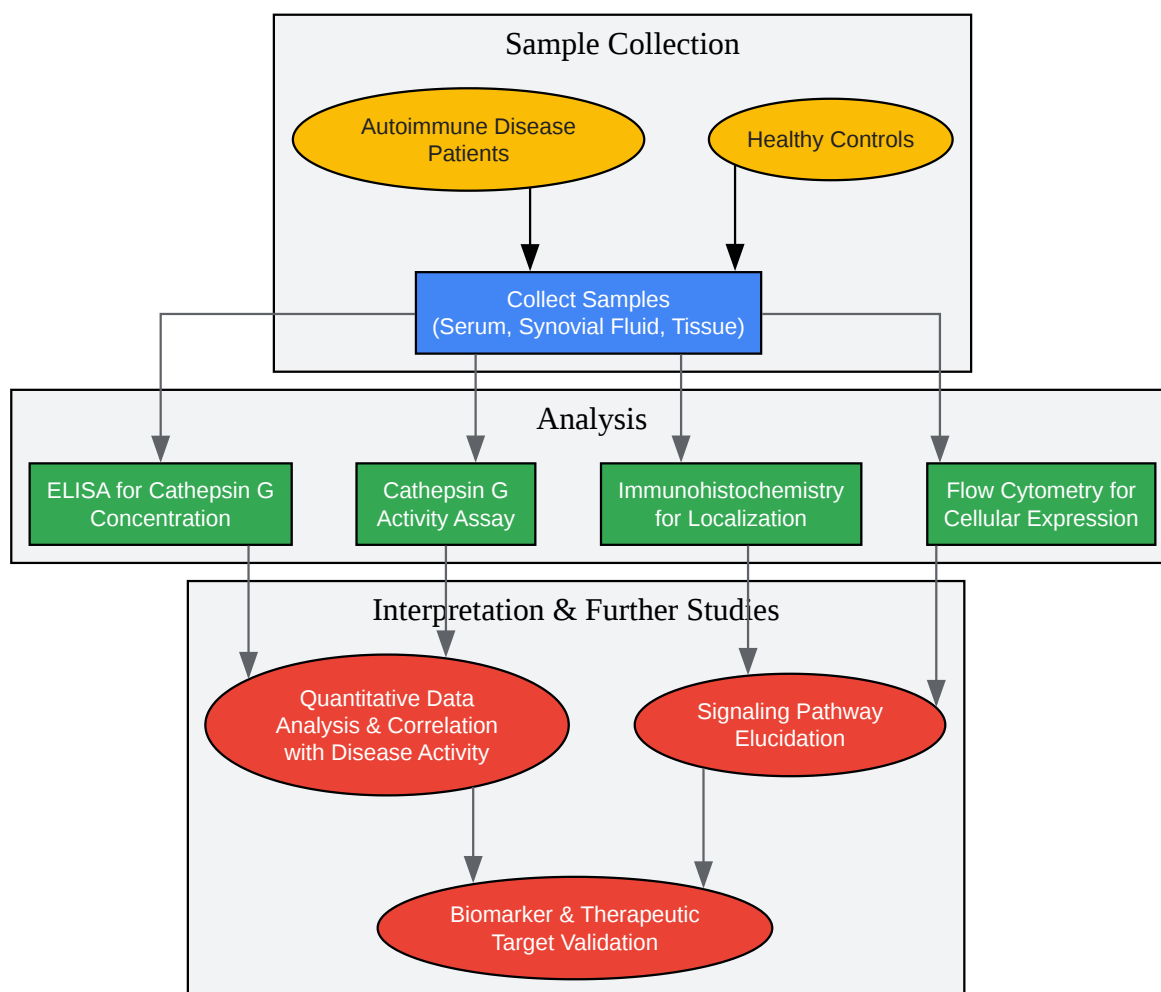 Sample Collection
Autoimmune Disease
Patients
Healthy Controls
Collect Samples
(Serum, Synovial Fluid, Tissue)
Analysis
ELISA for Cathepsin G
Concentration
Cathepsin G
Activity Assay
Immunohistochemistry
for Localization
Flow Cytometry for
Cellular Expression
Interpretation & Further Studies
Quantitative Data
Analysis & Correlation
with Disease Activity
Signaling Pathway
Elucidation
Biomarker & Therapeutic
Target Validation